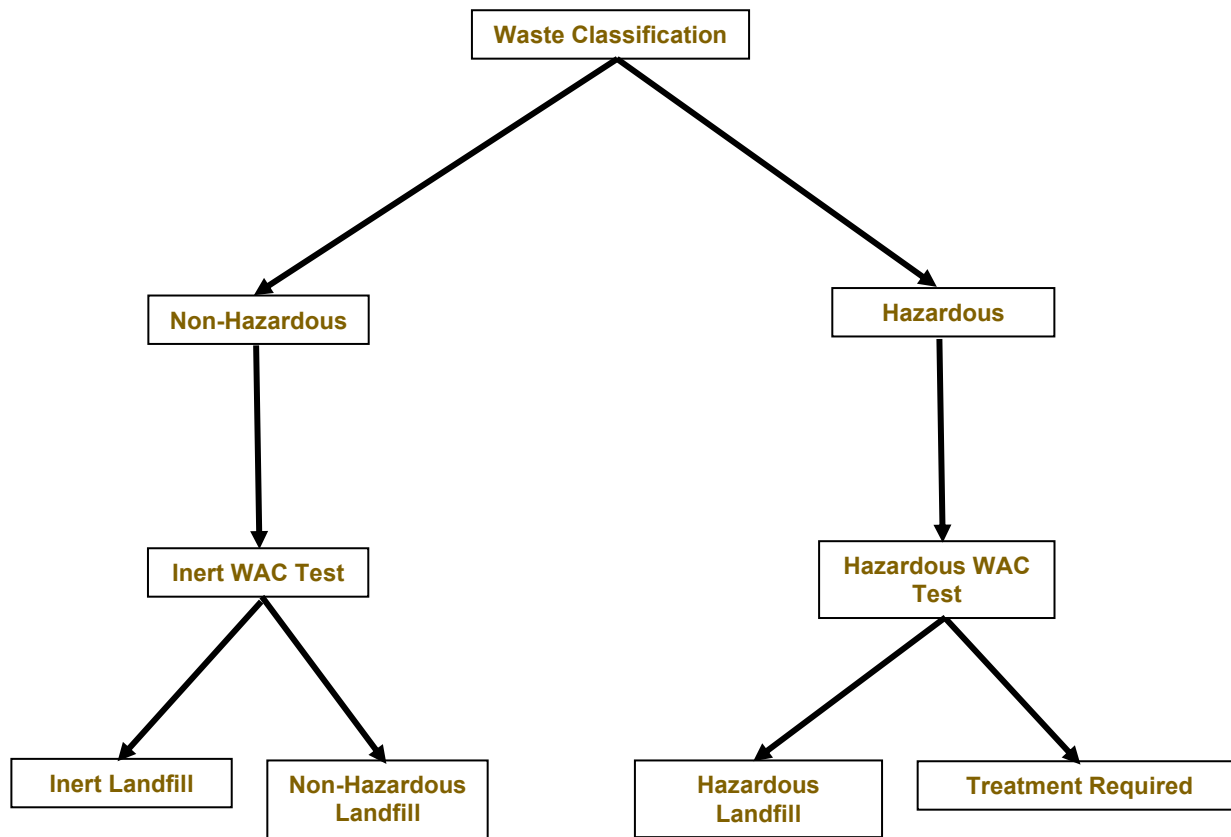 Waste Classification
Non-Hazardous
Hazardous
Inert WAC Test
Hazardous WAC
Test
Inert Landfill
Non-Hazardous
Landfill
Hazardous
Landfill
Treatment Required